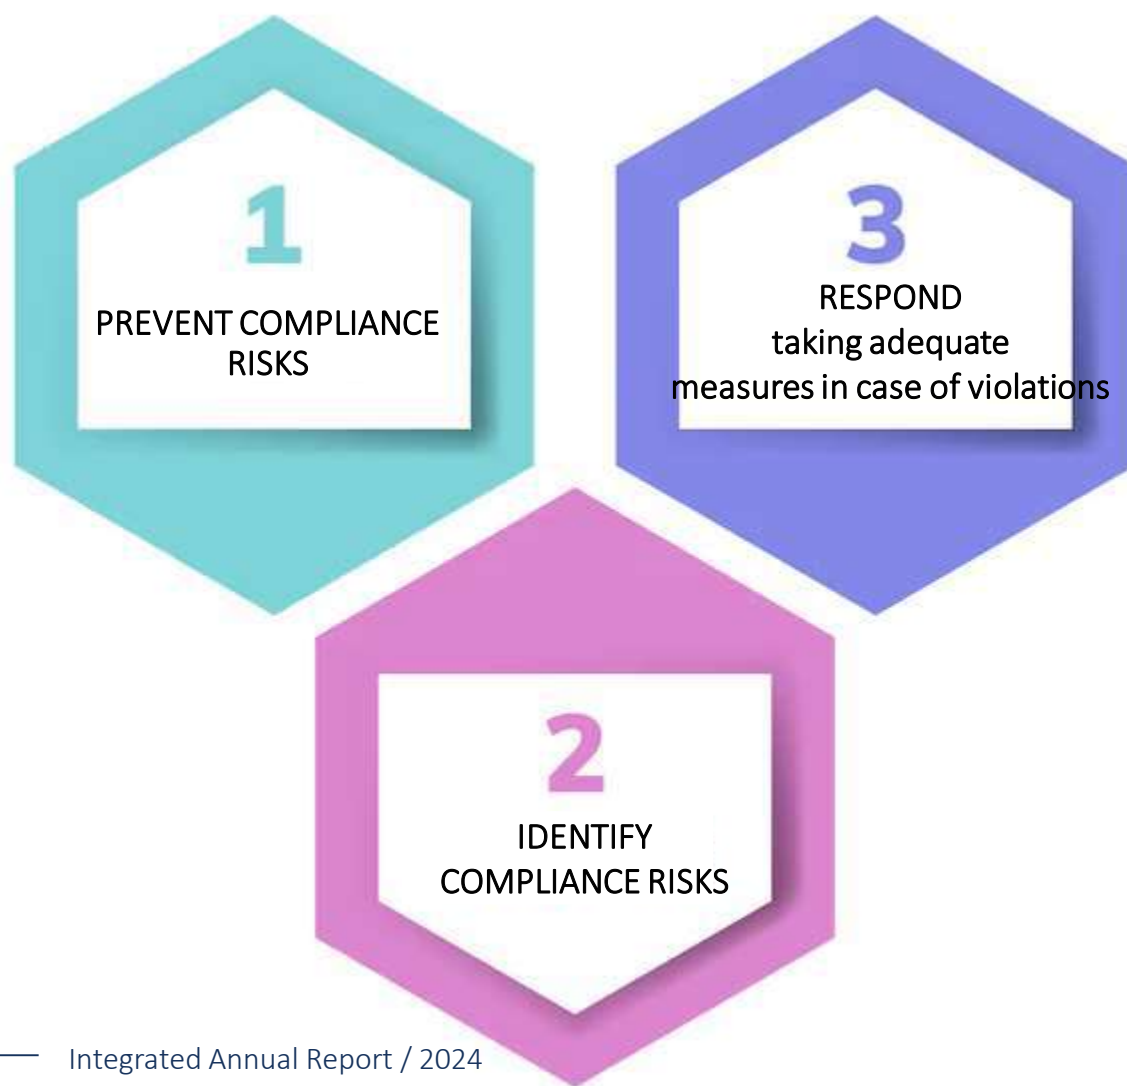 1
PREVENT COMPLIANCE
RISKS
2
IDENTIFY
COMPLIANCE RISKS
3
RESPOND
taking adequate
measures in case of violations
Integrated Annual Report / 2024